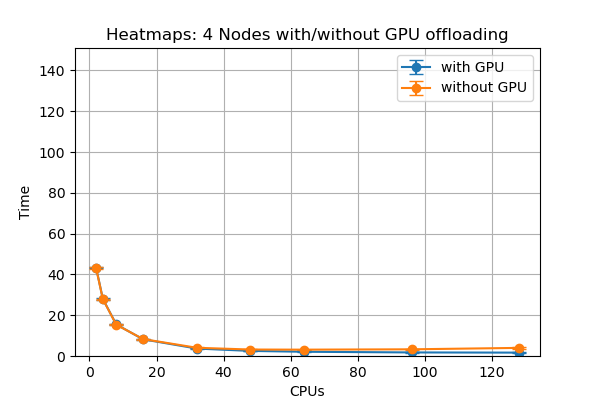 Heatmaps: 4 Nodes with/without GPU offloading
with GPU
without GPU
140
120
100
80
60
40
20
0
Time
0 20 40 60 80 100 120
CPUs